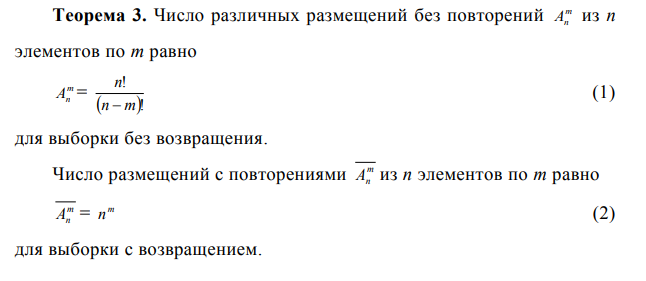 Теорема 3. Число различных размещений без повторений $A_n^m$ из n
элементов по m равно
$A_n^m = \frac{n!}{(n-m)!}$ (1)
для выборки без возвращения.
Число размещений с повторениями $\overline{A_n^m}$ из n элементов по m равно
$\overline{A_n^m} = n^m$ (2)
для выборки с возвращением.